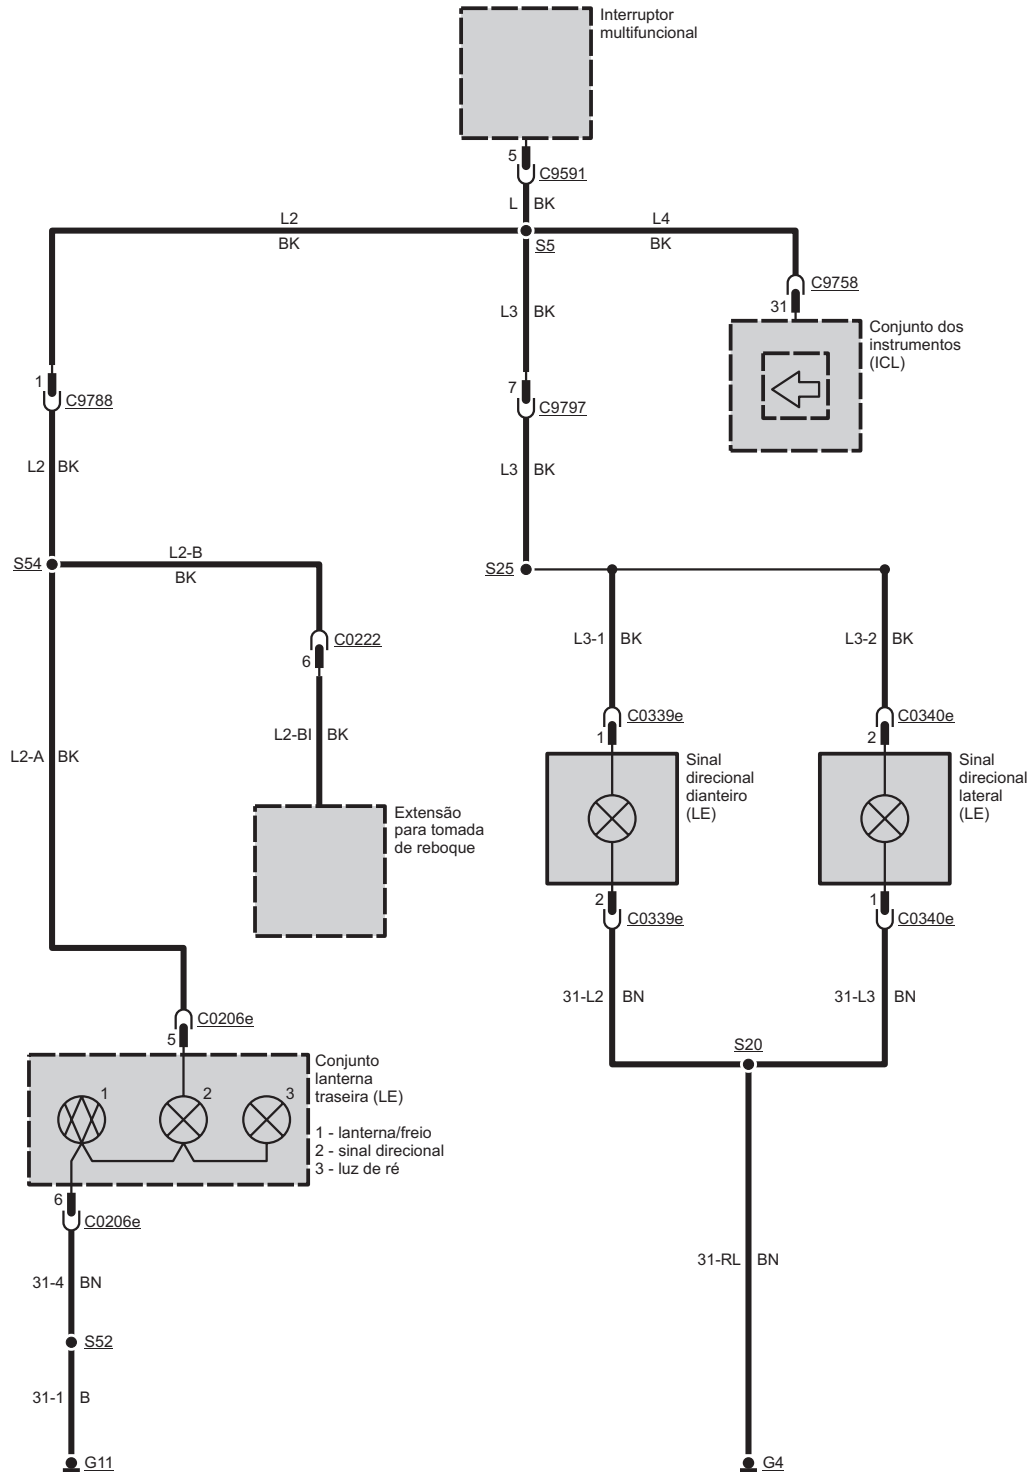 Interruptor
multifuncional
5
C9591
L BK
L2
BK
L4
BK
S5
C9758
31
Conjunto dos
instrumentos
(ICL)
L3 BK
1
C9788
7
C9797
L2 BK
L3 BK
S54
L2-B
BK
S25
C0222
6
L3-1 BK
L3-2 BK
L2-A BK
L2-BI BK
C0339e
1
C0340e
2
Sinal
direcional
dianteiro
(LE)
Sinal
direcional
lateral
(LE)
Extensão
para tomada
de reboque
2
C0339e
1
C0340e
31-L2 BN
31-L3 BN
C0206e
5
S20
Conjunto
lanterna
traseira (LE)
1 2 3
1 - lanterna/freio
2 - sinal direcional
3 - luz de ré
6
C0206e
31-4 BN
31-RL BN
S52
31-1 B
G11
G4